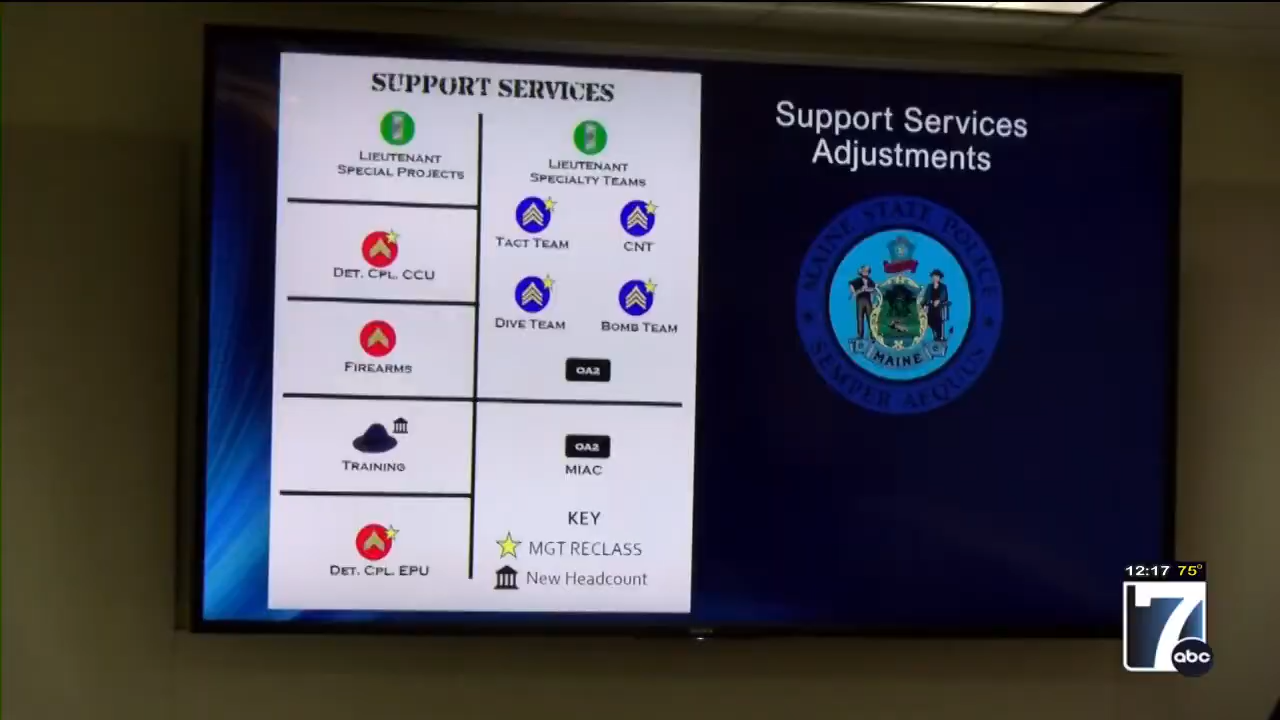 SUPPORT SERVICES
LIEUTENANT
SPECIAL PROJECTS
DET. CPL. CCU
FIREARMS
TRAINING
DET. CPL. EPU
LIEUTENANT
SPECIALTY TEAMS
TACT TEAM
CNT
DIVE TEAM
BOMB TEAM
OA2
OA2
MIAC
KEY
MGT RECLASS
New Headcount
Support Services
Adjustments
MAINE STATE POLICE
MAINE
SEMPER AEQUUS
12:17 75°
7
abc